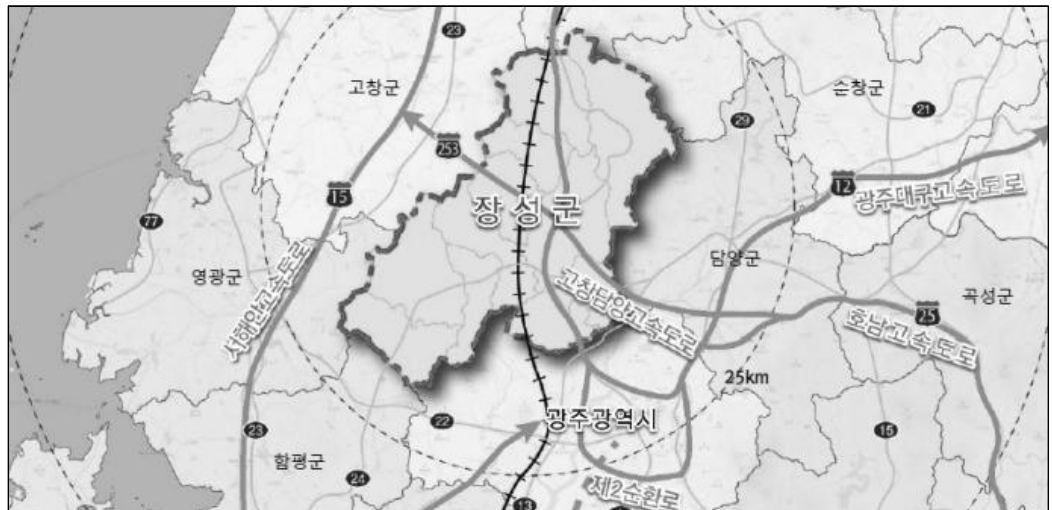 23
고창군
순창군
21
29
253
12
15
광주대구고속도로
장성군
77
담양군
영광군
서해안고속도로
고창담양고속도로
곡성군
25
호남고속도로
25km
22
광주광역시
23
15
함평군
24
제2순환로
13